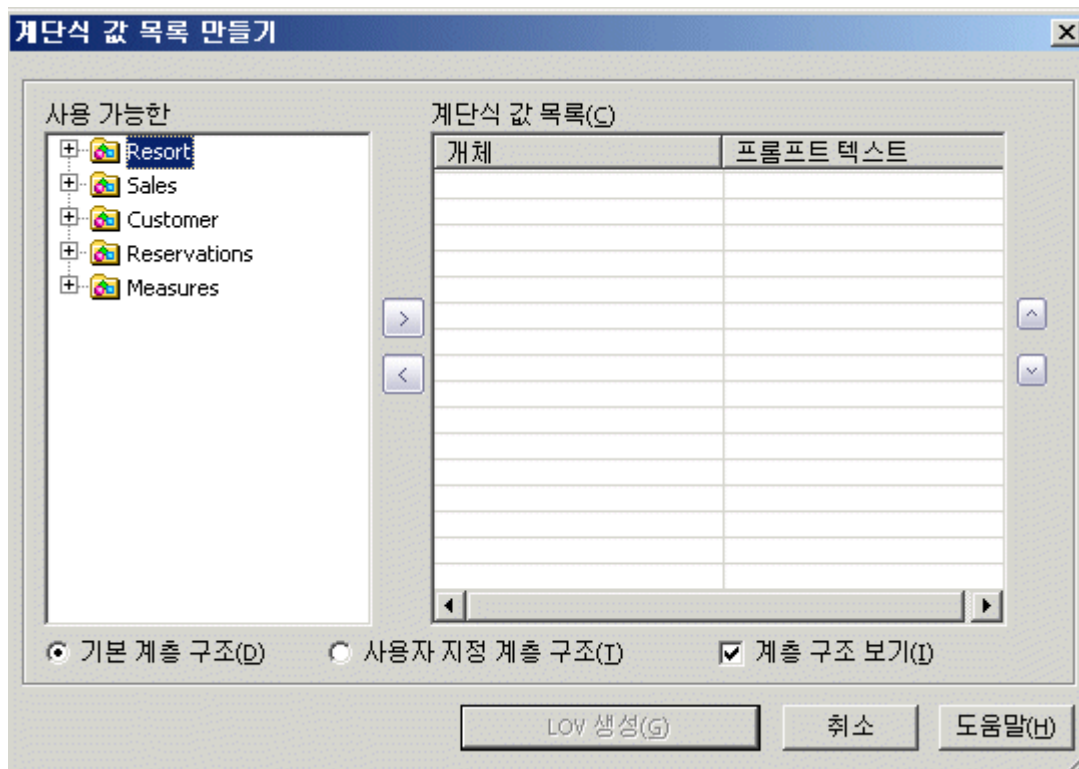 계단식 값 목록 만들기
사용 가능한
계단식 값 목록(C)
Resort
Sales
Customer
Reservations
Measures
개체
프롬프트 텍스트
기본 계층 구조(D)
사용자 지정 계층 구조(T)
계층 구조 보기(I)
LOV 생성(G)
취소
도움말(H)